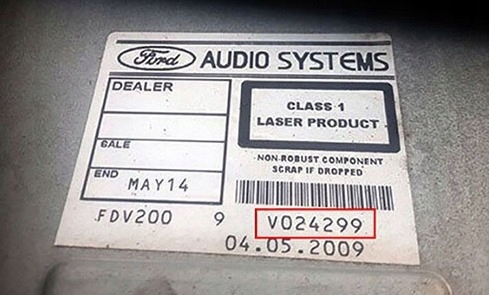 Ford AUDIO SYSTEMS
DEALER
SALE
END MAY14
CLASS 1
LASER PRODUCT
NON-ROBUST COMPONENT
SCRAP IF DROPPED
FDV200 9 V024299
04.05.2009